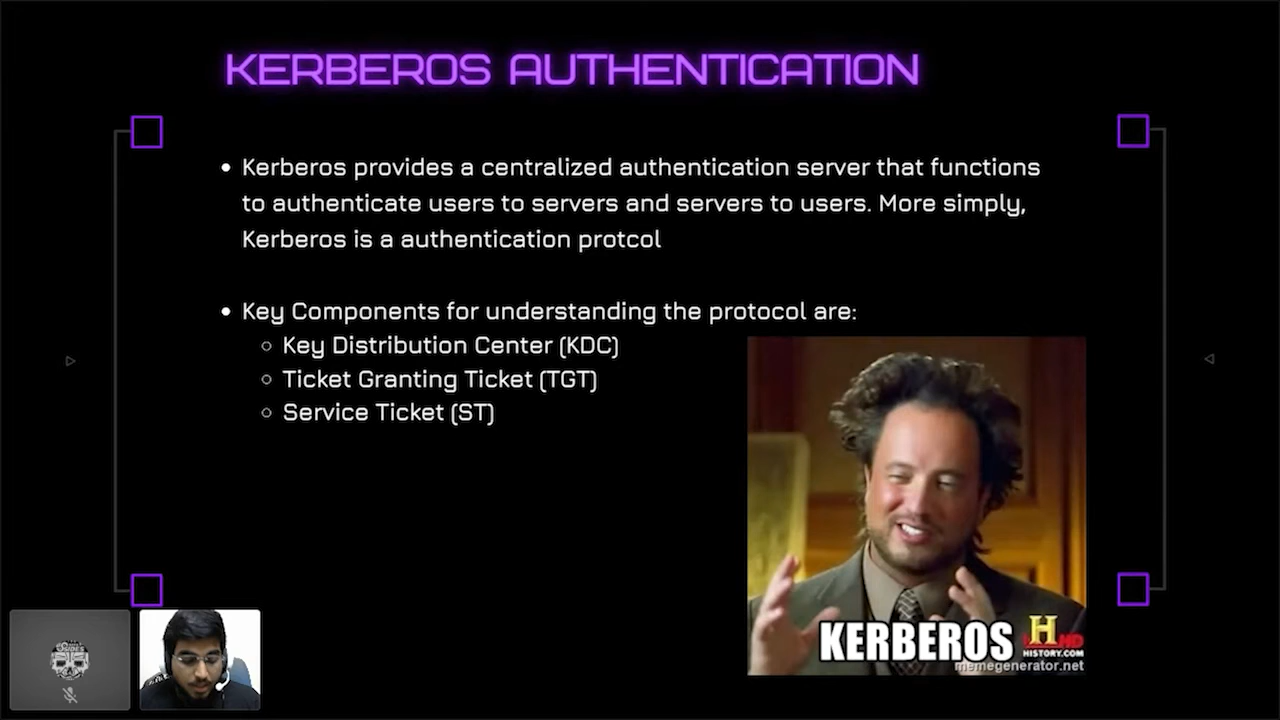 KERBEROS AUTHENTICATION
• Kerberos provides a centralized authentication server that functions
to authenticate users to servers and servers to users. More simply,
Kerberos is a authentication protcol
• Key Components for understanding the protocol are:
○ Key Distribution Center (KDC)
○ Ticket Granting Ticket (TGT)
○ Service Ticket (ST)
KERBEROS
H HD
HISTORY.COM
memegenerator.net
SIDES